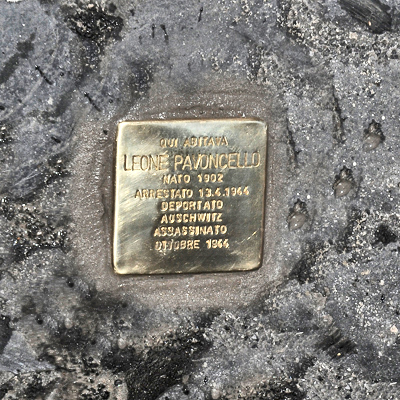 QUI ABITAVA
LEONE PAVONCELLO
NATO 1902
ARRESTATO 13.4.1944
DEPORTATO
AUSCHWITZ
ASSASSINATO
OTTOBRE 1944